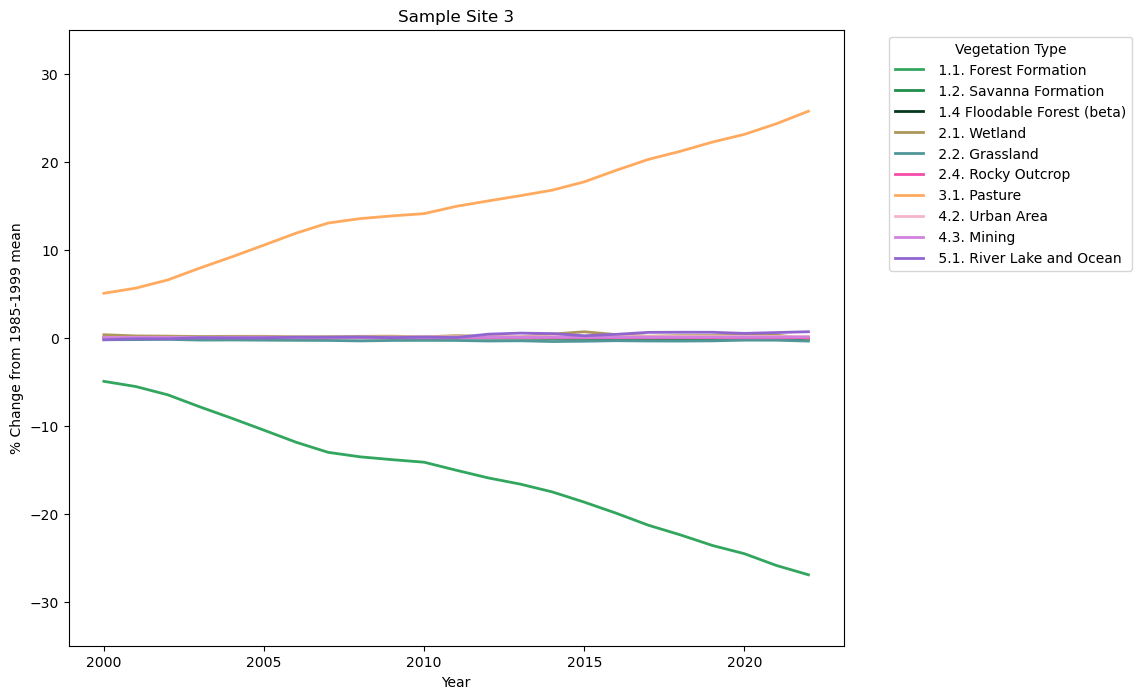 Sample Site 3
% Change from 1985-1999 mean
30
20
10
0
−10
−20
−30
2000
2005
2010
2015
2020
Year
Vegetation Type
1.1. Forest Formation
1.2. Savanna Formation
1.4 Floodable Forest (beta)
2.1. Wetland
2.2. Grassland
2.4. Rocky Outcrop
3.1. Pasture
4.2. Urban Area
4.3. Mining
5.1. River Lake and Ocean